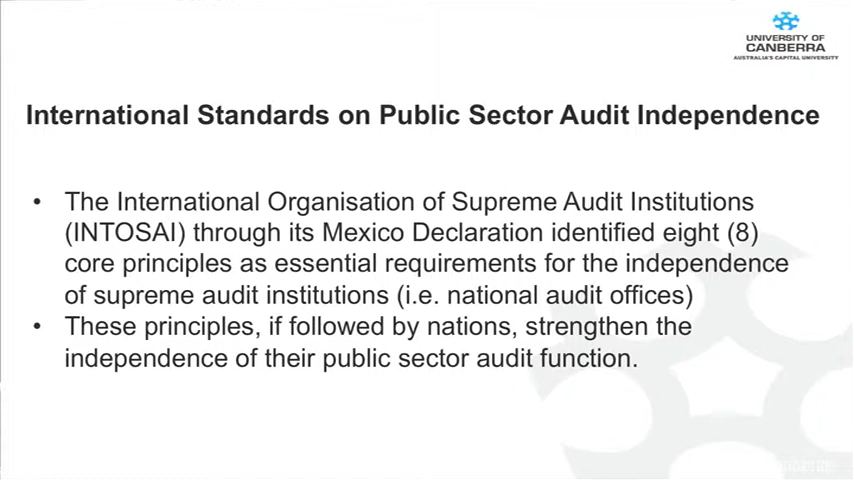 UNIVERSITY OF
CANBERRA
AUSTRALIA'S CAPITAL UNIVERSITY
International Standards on Public Sector Audit Independence
• The International Organisation of Supreme Audit Institutions
(INTOSAI) through its Mexico Declaration identified eight (8)
core principles as essential requirements for the independence
of supreme audit institutions (i.e. national audit offices)
• These principles, if followed by nations, strengthen the
independence of their public sector audit function.